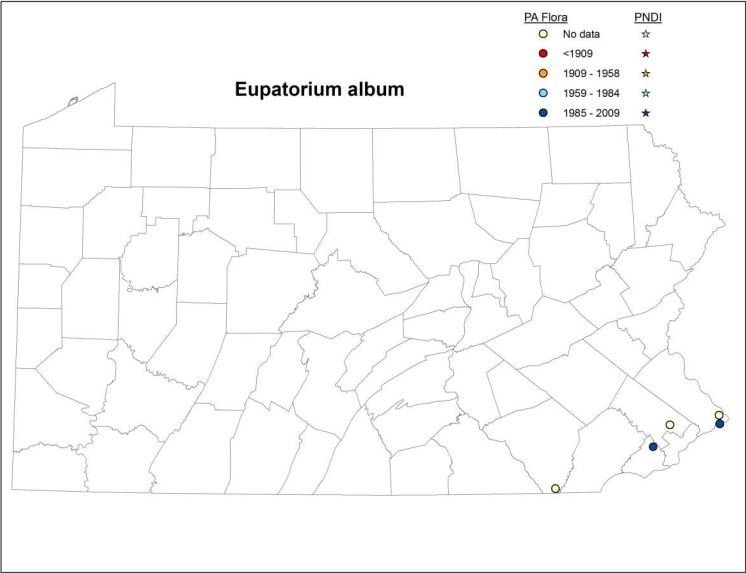 PA Flora PNDI
No data
<1909
1909 - 1958
1959 - 1984
1985 - 2009
Eupatorium album